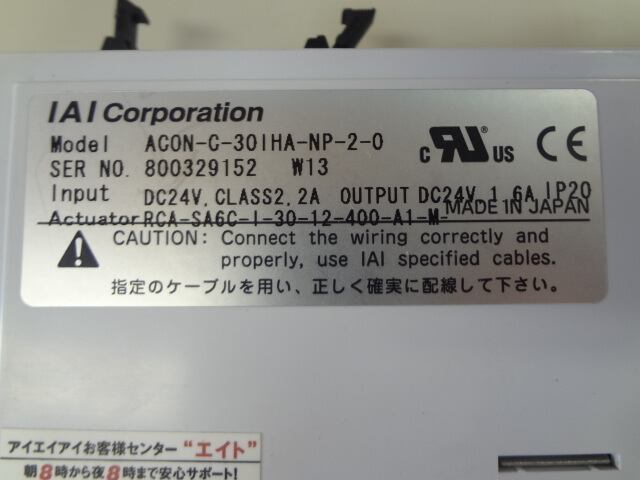 IAI Corporation
Model ACON-C-30IHA-NP-2-0
SER NO. 800329152 W13
Input DC24V, CLASS2, 2A OUTPUT DC24V, 1.6A IP20
Actuator RCA-SA6C-I-30-12-400-A1-M- MADE IN JAPAN
c RU US CE
CAUTION: Connect the wiring correctly and
properly, use IAI specified cables.
指定のケーブルを用い、正しく確実に配線して下さい。
アイエイアイお客様センター “エイト”
朝8時から夜8時まで安心サポート!